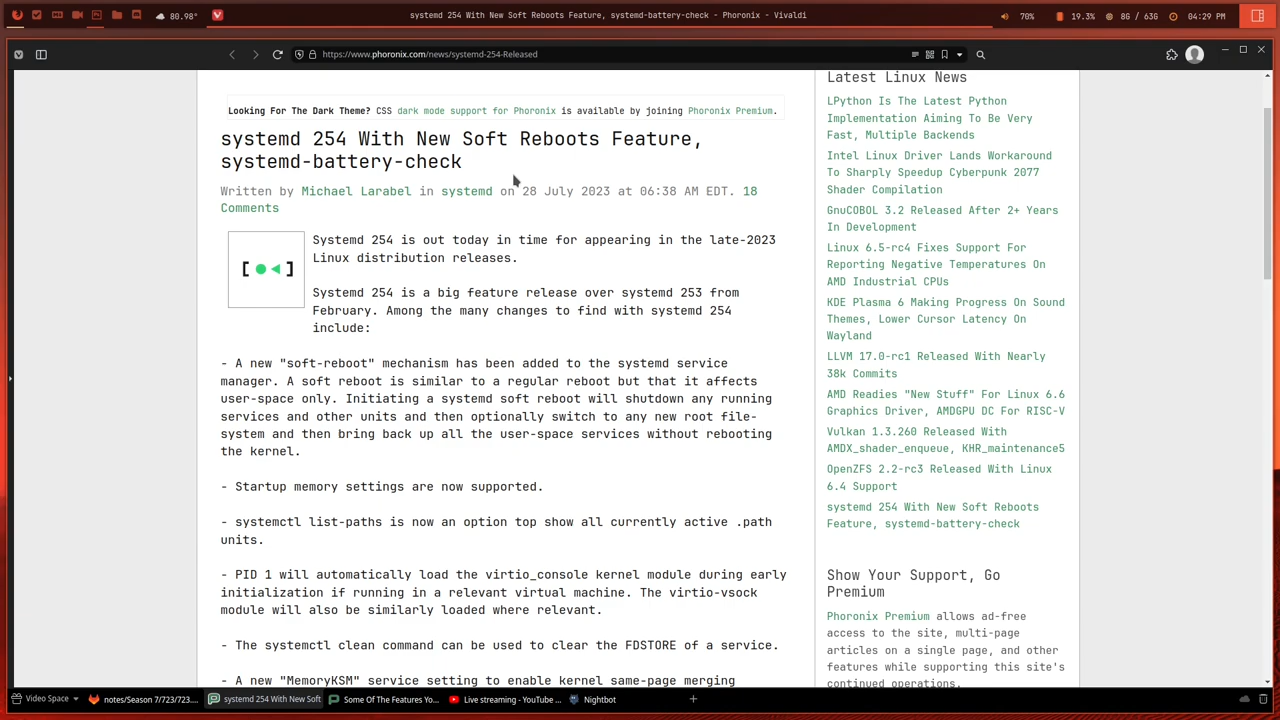 80.98°
systemd 254 With New Soft Reboots Feature, systemd-battery-check - Phoronix - Vivaldi
70%
19.3%
8G / 63G
04:29 PM
https://www.phoronix.com/news/systemd-254-Released
Looking For The Dark Theme? CSS dark mode support for Phoronix is available by joining Phoronix Premium.
systemd 254 With New Soft Reboots Feature,
systemd-battery-check
Written by Michael Larabel in systemd on 28 July 2023 at 06:38 AM EDT. 18
Comments
Systemd 254 is out today in time for appearing in the late-2023
Linux distribution releases.
Systemd 254 is a big feature release over systemd 253 from
February. Among the many changes to find with systemd 254
include:
- A new "soft-reboot" mechanism has been added to the systemd service
manager. A soft reboot is similar to a regular reboot but that it affects
user-space only. Initiating a systemd soft reboot will shutdown any running
services and other units and then optionally switch to any new root file-
system and then bring back up all the user-space services without rebooting
the kernel.
- Startup memory settings are now supported.
- systemctl list-paths is now an option top show all currently active .path
units.
- PID 1 will automatically load the virtio_console kernel module during early
initialization if running in a relevant virtual machine. The virtio-vsock
module will also be similarly loaded where relevant.
- The systemctl clean command can be used to clear the FDSTORE of a service.
- A new "MemoryKSM" service setting to enable kernel same-page merging
Latest Linux News
LPython Is The Latest Python
Implementation Aiming To Be Very
Fast, Multiple Backends
Intel Linux Driver Lands Workaround
To Sharply Speedup Cyberpunk 2077
Shader Compilation
GnuCOBOL 3.2 Released After 2+ Years
In Development
Linux 6.5-rc4 Fixes Support For
Reporting Negative Temperatures On
AMD Industrial CPUs
KDE Plasma 6 Making Progress On Sound
Themes, Lower Cursor Latency On
Wayland
LLVM 17.0-rc1 Released With Nearly
38k Commits
AMD Readies "New Stuff" For Linux 6.6
Graphics Driver, AMDGPU DC For RISC-V
Vulkan 1.3.260 Released With
AMDX_shader_enqueue, KHR_maintenance5
OpenZFS 2.2-rc3 Released With Linux
6.4 Support
systemd 254 With New Soft Reboots
Feature, systemd-battery-check
Show Your Support, Go
Premium
Phoronix Premium allows ad-free
access to the site, multi-page
articles on a single page, and other
features while supporting this site's
continued operations.
Video Space
notes/Season 7/723/723....
systemd 254 With New Soft
Some Of The Features Yo...
Live streaming - YouTube ...
Nightbot